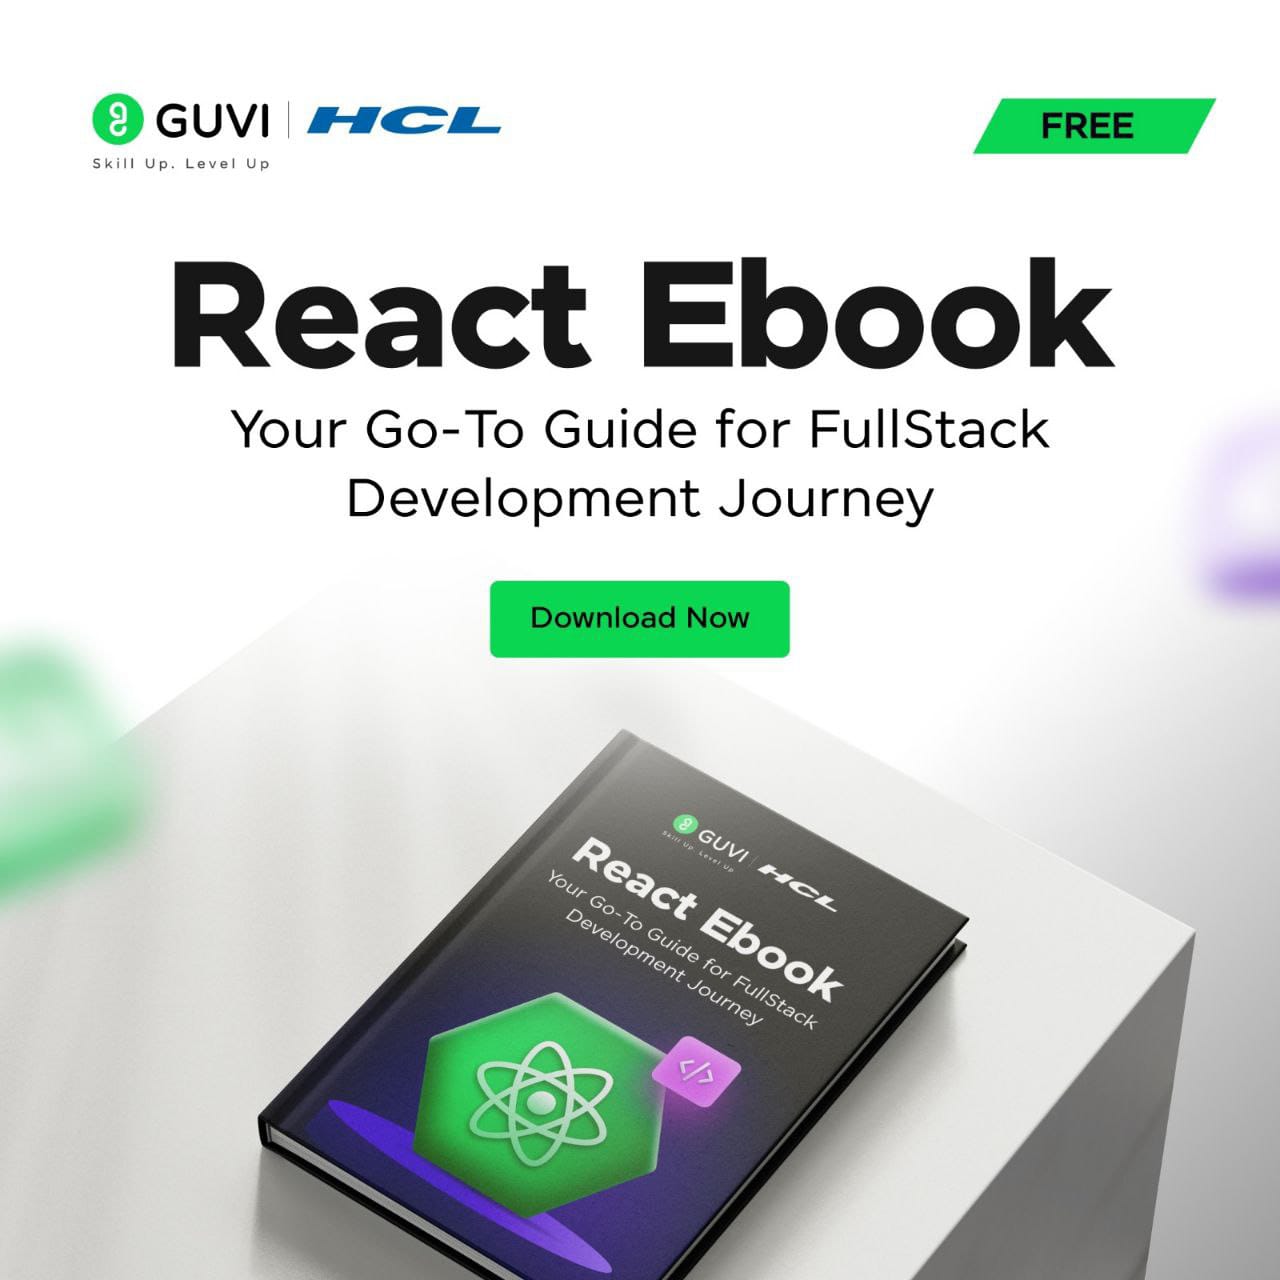 GUVI | HCL
Skill Up. Level Up
FREE
React Ebook
Your Go-To Guide for FullStack
Development Journey
Download Now
GUVI | HCL
Skill Up. Level Up
React Ebook
Your Go-To Guide for FullStack
Development Journey
</>